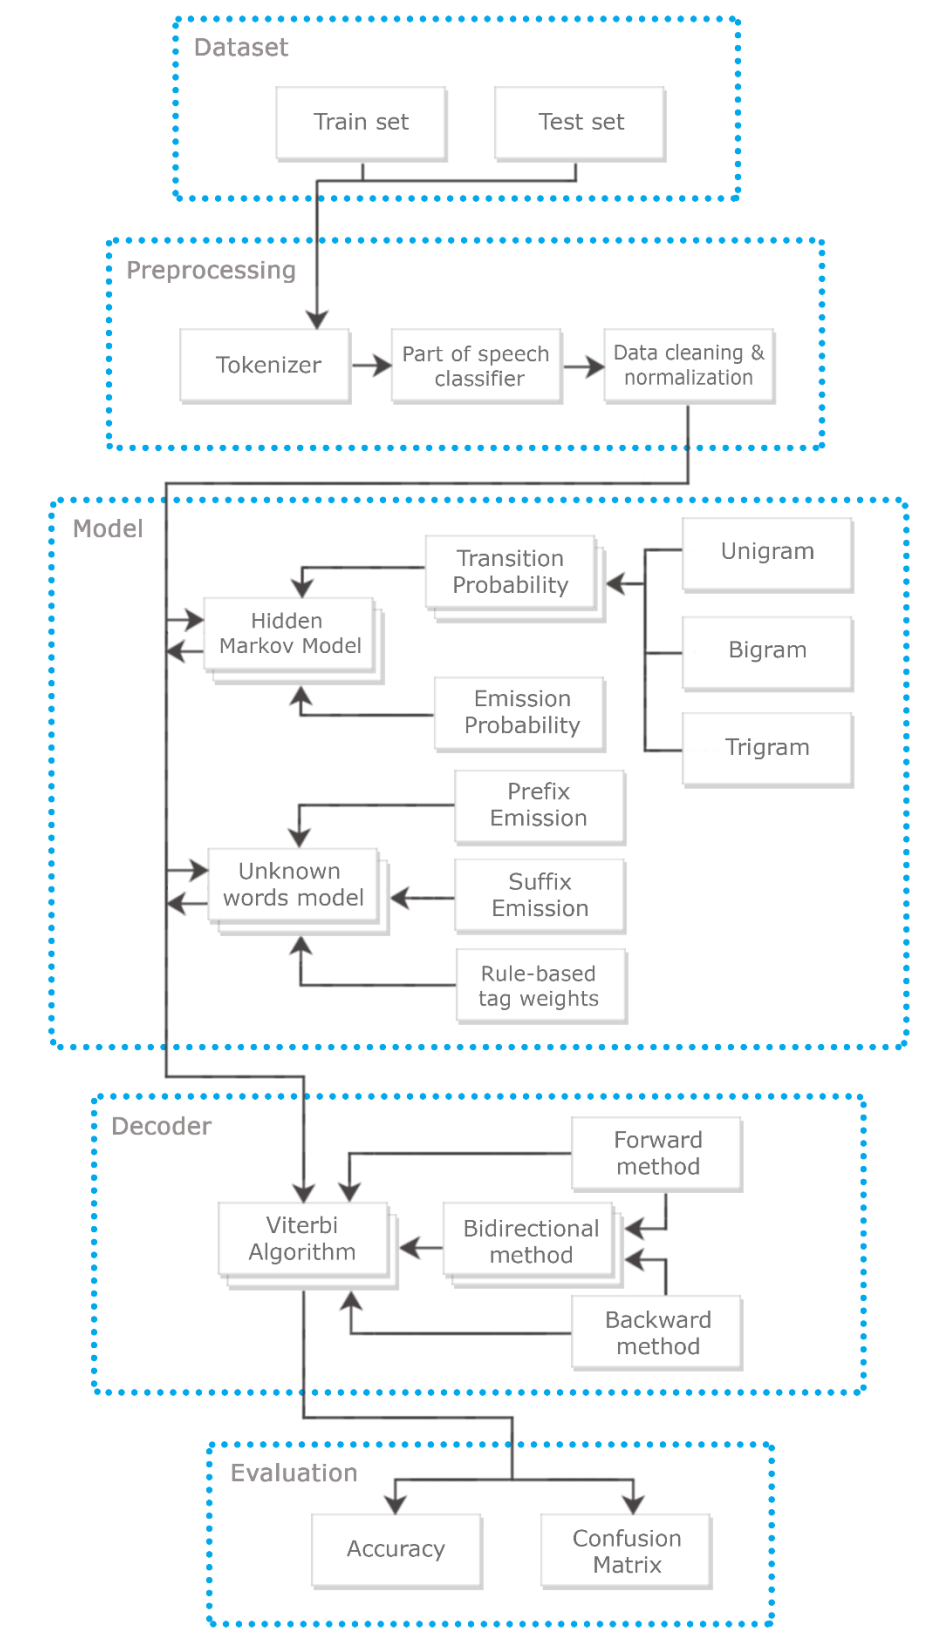 Dataset
Train set
Test set
Preprocessing
Tokenizer
Part of speech
classifier
Data cleaning &
normalization
Model
Transition
Probability
Unigram
Hidden
Markov Model
Bigram
Emission
Probability
Trigram
Prefix
Emission
Unknown
words model
Suffix
Emission
Rule-based
tag weights
Decoder
Forward
method
Viterbi
Algorithm
Bidirectional
method
Backward
method
Evaluation
Accuracy
Confusion
Matrix